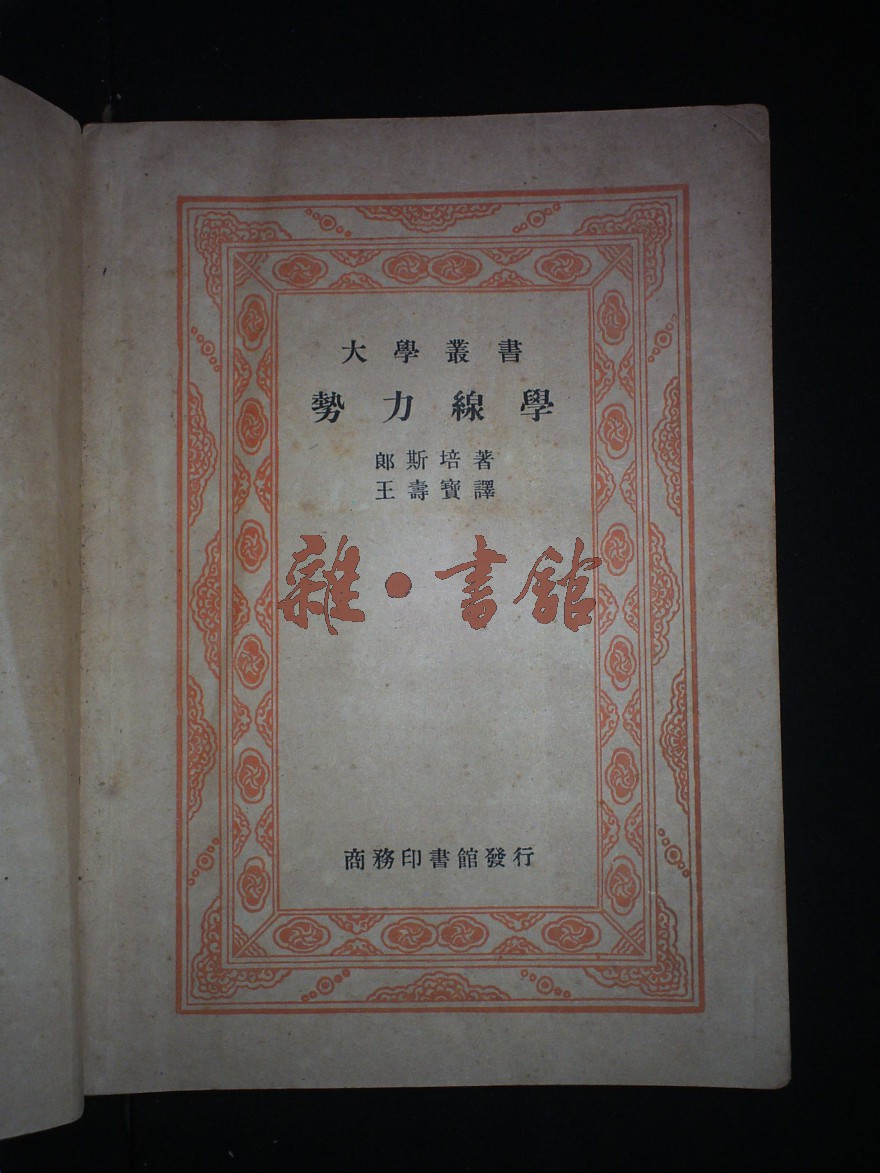 大學叢書
勢力線學
郞斯培著
王壽寶譯
雜·書館
商務印書館發行